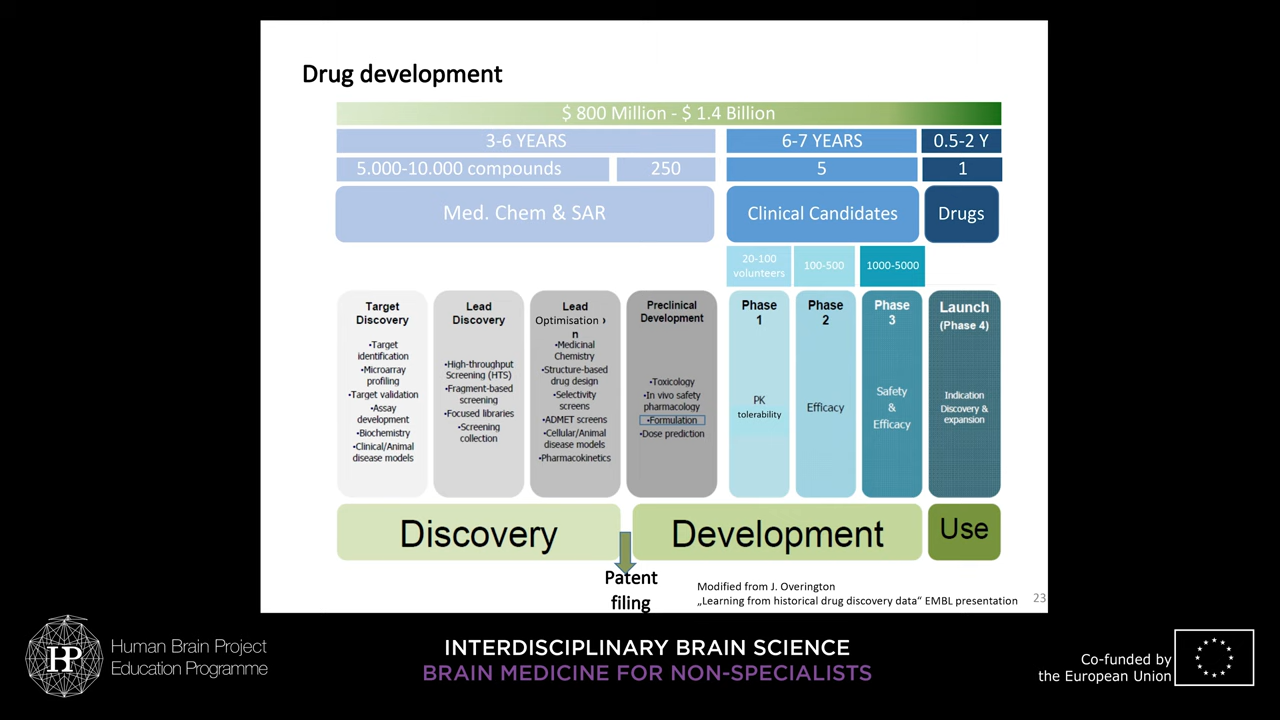 Drug development
$ 800 Million - $ 1.4 Billion
3-6 YEARS
6-7 YEARS
0.5-2 Y
5.000-10.000 compounds
250
5
1
Med. Chem & SAR
Clinical Candidates
Drugs
20-100
volunteers
100-500
1000-5000
Target
Discovery
•Target
identification
•Microarray
profiling
•Target validation
•Assay
development
•Biochemistry
•Clinical/Animal
disease models
Lead
Discovery
•High-throughput
Screening (HTS)
•Fragment-based
screening
•Focused libraries
•Screening
collection
Lead
Optimisation ›
n
•Medicinal
Chemistry
•Structure-based
drug design
•Selectivity
screens
•ADMET screens
•Cellular/Animal
disease models
•Pharmacokinetics
Preclinical
Development
•Toxicology
•In vivo safety
pharmacology
•Formulation
•Dose prediction
Phase
1
PK
tolerability
Phase
2
Efficacy
Phase
3
Safety
&
Efficacy
Launch
(Phase 4)
Indication
Discovery &
expansion
Discovery
Development
Use
Patent
filing
Modified from J. Overington
„Learning from historical drug discovery data“ EMBL presentation
23
HBP
Human Brain Project
Education Programme
INTERDISCIPLINARY BRAIN SCIENCE
BRAIN MEDICINE FOR NON-SPECIALISTS
Co-funded by
the European Union